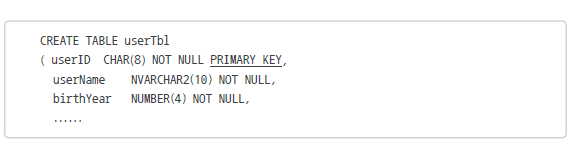 CREATE TABLE userTbl
( userID CHAR(8) NOT NULL PRIMARY KEY,
userName NVARCHAR2(10) NOT NULL,
birthYear NUMBER(4) NOT NULL,
......